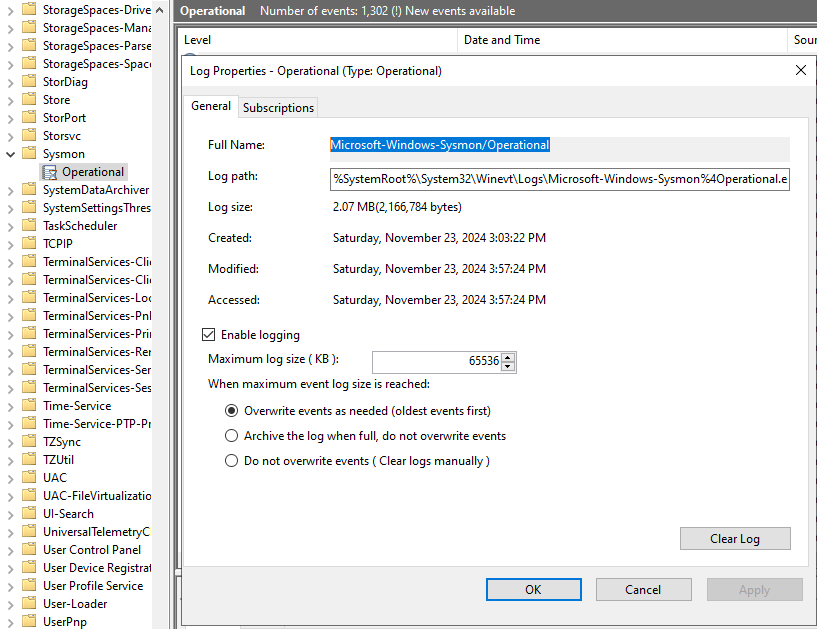 StorageSpaces-Drive
StorageSpaces-Mana
StorageSpaces-Parse
StorageSpaces-Spac
StorDiag
Store
StorPort
Storsvc
Sysmon
Operational
SystemDataArchiver
SystemSettingsThres
TaskScheduler
TCPIP
TerminalServices-Clie
TerminalServices-Clie
TerminalServices-Loc
TerminalServices-PnI
TerminalServices-Prin
TerminalServices-Rer
TerminalServices-Ser
TerminalServices-Ses
Time-Service
Time-Service-PTP-Pr
TZSync
TZUtil
UAC
UAC-FileVirtualizatio
UI-Search
UniversalTelemetryC
User Control Panel
User Device Registrat
User Profile Service
User-Loader
UserPnp
Operational Number of events: 1,302 (!) New events available
Level Date and Time Sour
Log Properties - Operational (Type: Operational)
General Subscriptions
Full Name: Microsoft-Windows-Sysmon/Operational
Log path: %SystemRoot%\System32\Winevt\Logs\Microsoft-Windows-Sysmon%4Operational.e
Log size: 2.07 MB(2,166,784 bytes)
Created: Saturday, November 23, 2024 3:03:22 PM
Modified: Saturday, November 23, 2024 3:57:24 PM
Accessed: Saturday, November 23, 2024 3:57:24 PM
Enable logging
Maximum log size ( KB ): 65536
When maximum event log size is reached:
Overwrite events as needed (oldest events first)
Archive the log when full, do not overwrite events
Do not overwrite events ( Clear logs manually )
Clear Log
OK Cancel Apply